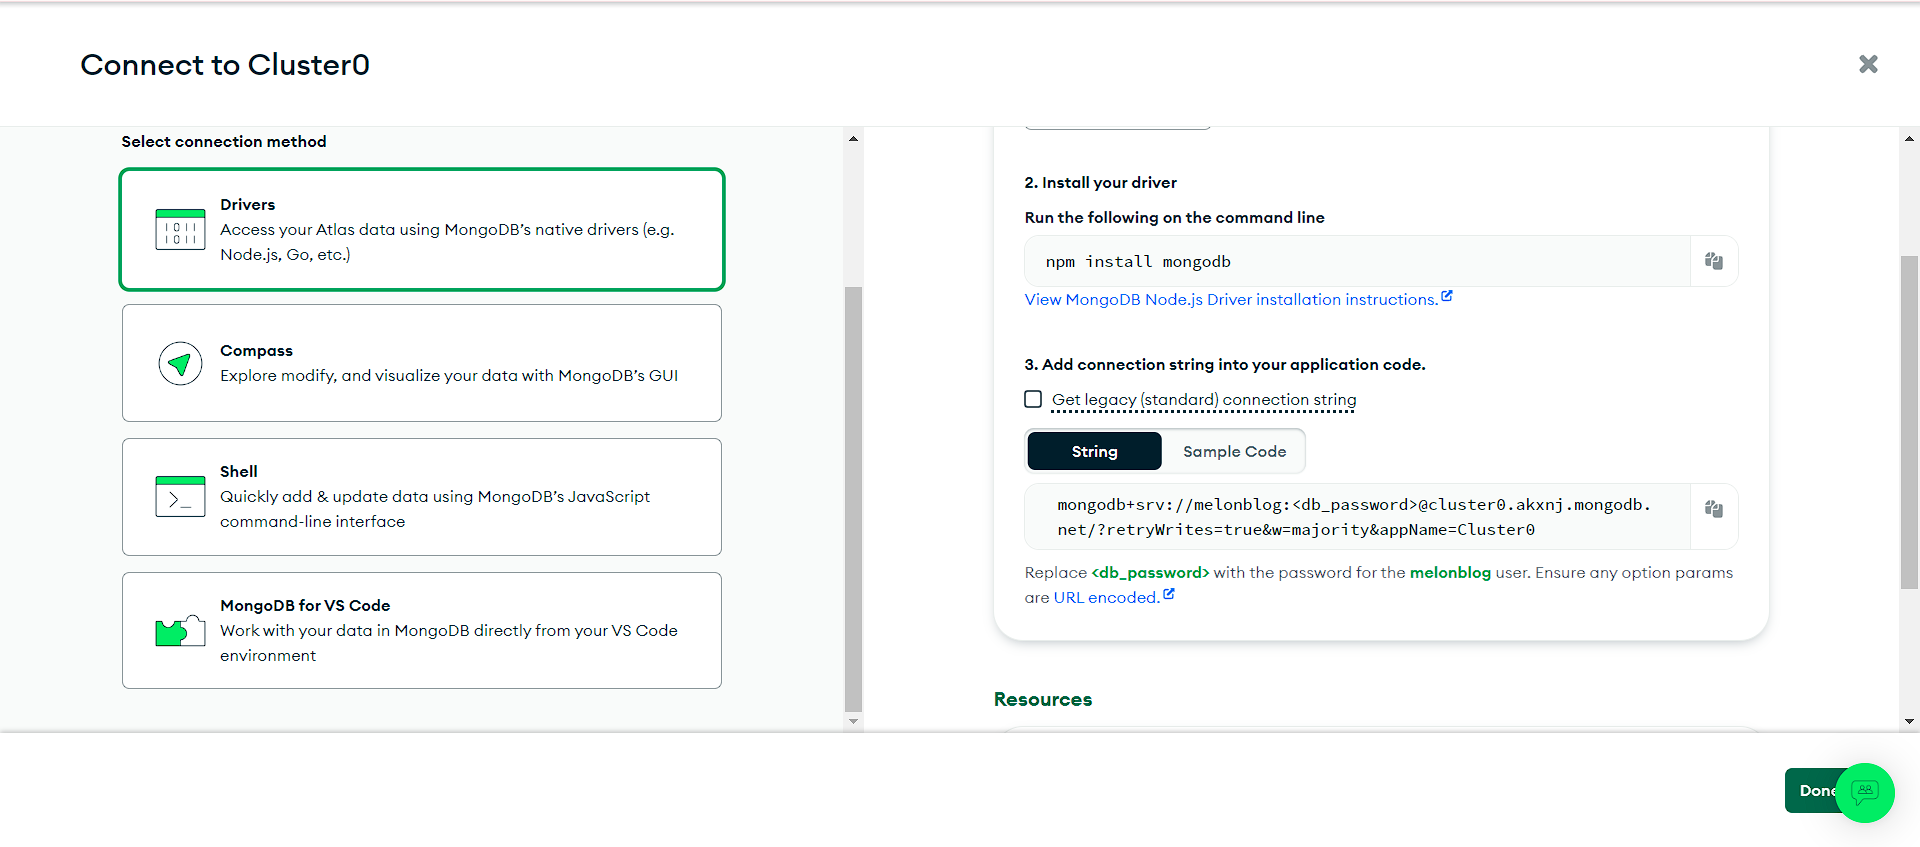 Connect to Cluster0
Select connection method
Drivers
Access your Atlas data using MongoDB's native drivers (e.g.
Node.js, Go, etc.)
Compass
Explore modify, and visualize your data with MongoDB's GUI
Shell
Quickly add & update data using MongoDB's JavaScript
command-line interface
MongoDB for VS Code
Work with your data in MongoDB directly from your VS Code
environment
2. Install your driver
Run the following on the command line
npm install mongodb
View MongoDB Node.js Driver installation instructions.
3. Add connection string into your application code.
Get legacy (standard) connection string
String
Sample Code
mongodb+srv://melonblog:<db_password>@cluster0.akxnj.mongodb.
net/?retryWrites=true&w=majority&appName=Cluster0
Replace <db_password> with the password for the melonblog user. Ensure any option params
are URL encoded.
Resources
Done